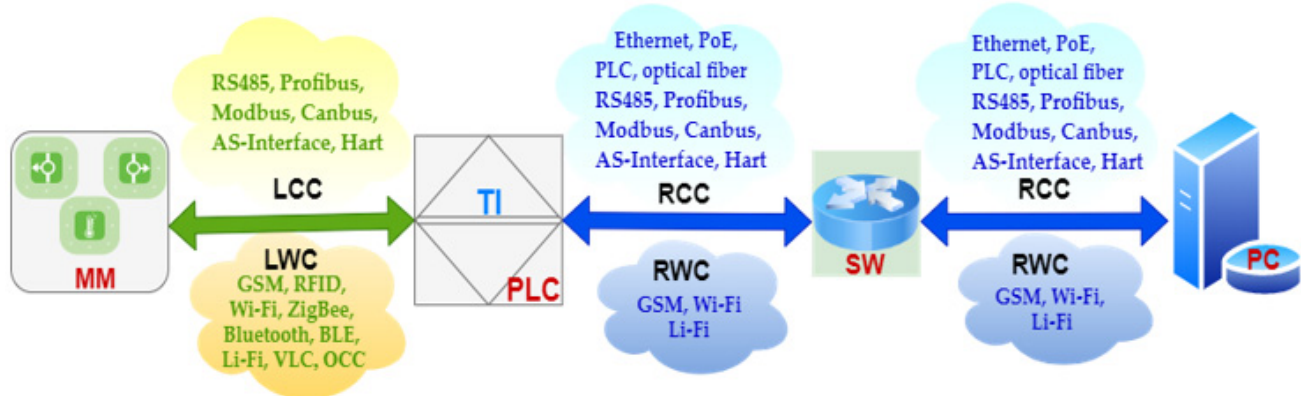 RS485, Profibus,
Modbus, Canbus,
AS-Interface, Hart
LCC
MM
LWC
GSM, RFID,
Wi-Fi, ZigBee,
Bluetooth, BLE,
Li-Fi, VLC, OCC
TI
PLC
Ethernet, PoE,
PLC, optical fiber
RS485, Profibus,
Modbus, Canbus,
AS-Interface, Hart
RCC
RWC
GSM, Wi-Fi
Li-Fi
SW
Ethernet, PoE,
PLC, optical fiber
RS485, Profibus,
Modbus, Canbus,
AS-Interface, Hart
RCC
RWC
GSM, Wi-Fi,
Li-Fi
PC